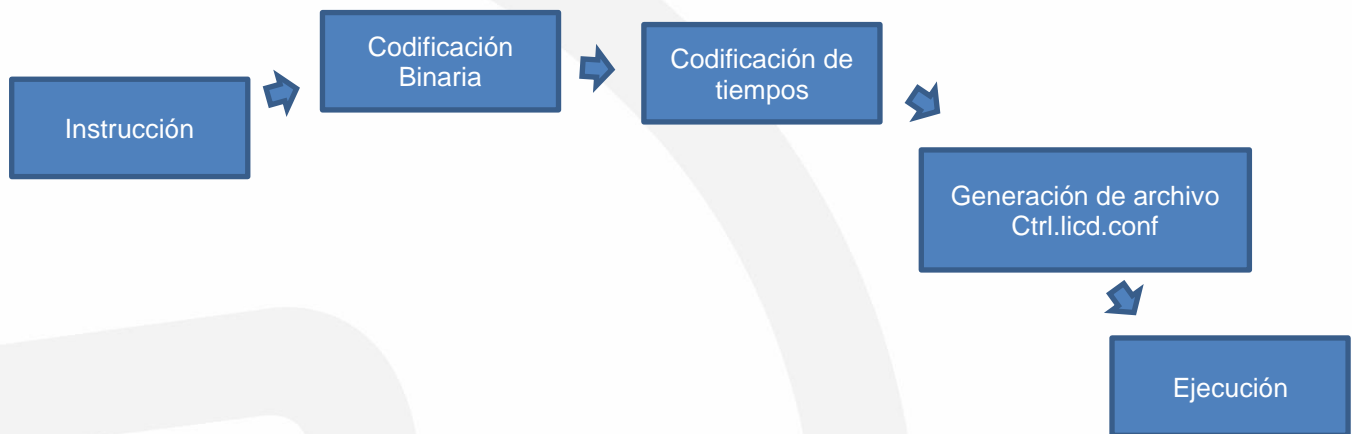 Instrucción
Codificación
Binaria
Codificación de
tiempos
Generación de archivo
Ctrl.licd.conf
Ejecución